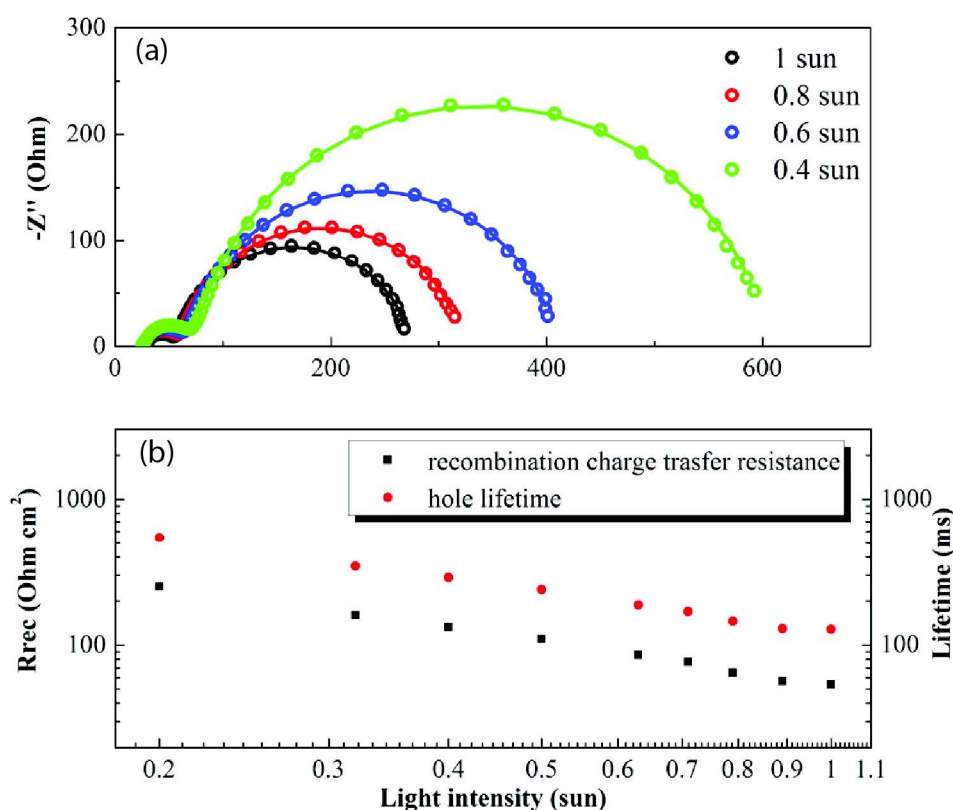 (a)
1 sun
0.8 sun
0.6 sun
0.4 sun
300
200
100
0
-Z'' (Ohm)
0 200 400 600
(b)
recombination charge trasfer resistance
hole lifetime
1000
100
Rrec (Ohm cm²)
1000
100
Lifetime (ms)
0.2 0.3 0.4 0.5 0.6 0.7 0.8 0.9 1 1.1
Light intensity (sun)